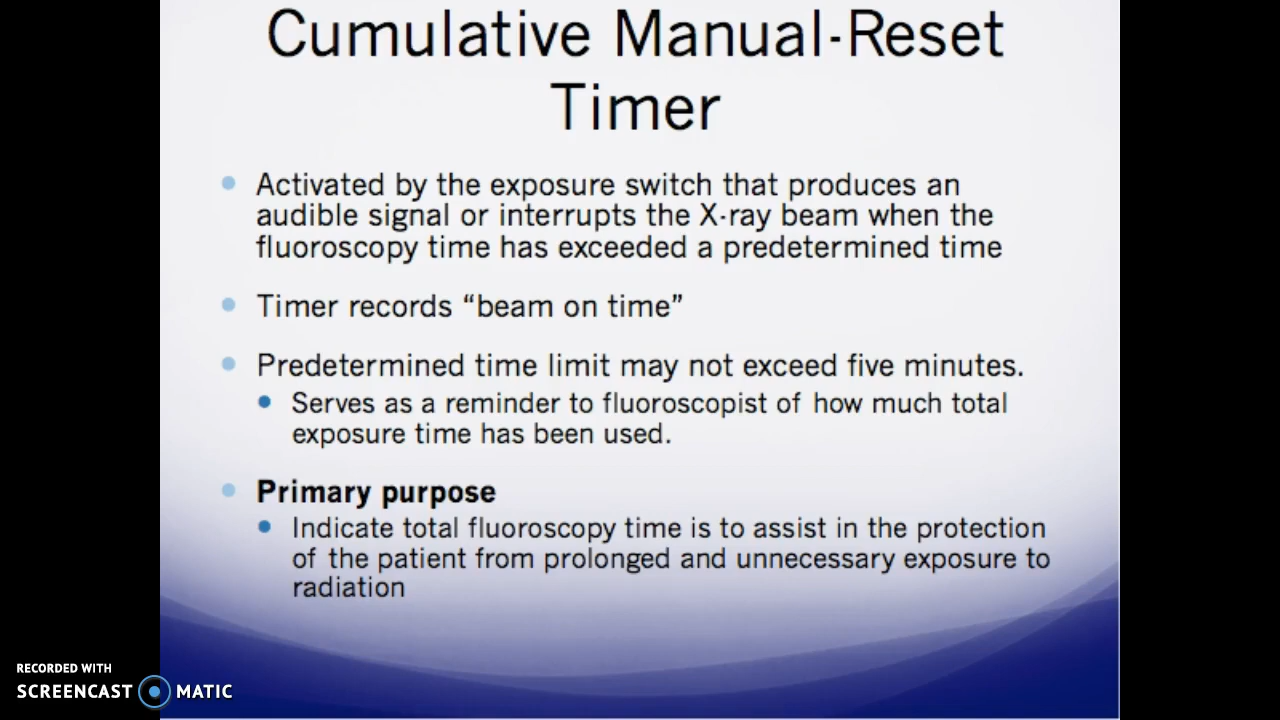 Cumulative Manual-Reset
Timer
Activated by the exposure switch that produces an
audible signal or interrupts the X-ray beam when the
fluoroscopy time has exceeded a predetermined time
Timer records “beam on time”
Predetermined time limit may not exceed five minutes.
Serves as a reminder to fluoroscopist of how much total
exposure time has been used.
Primary purpose
Indicate total fluoroscopy time is to assist in the protection
of the patient from prolonged and unnecessary exposure to
radiation
RECORDED WITH
SCREENCAST MATIC